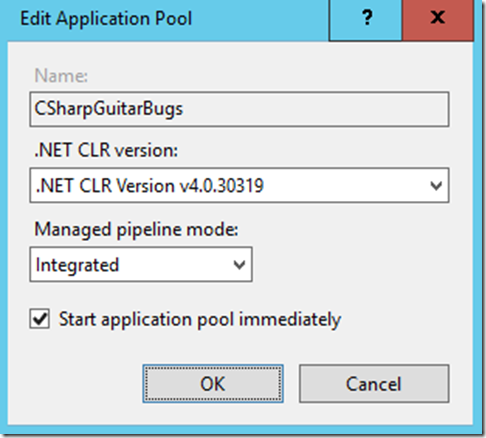 Edit Application Pool
?
x
Name:
CSharpGuitarBugs
.NET CLR version:
.NET CLR Version v4.0.30319
Managed pipeline mode:
Integrated
Start application pool immediately
OK
Cancel